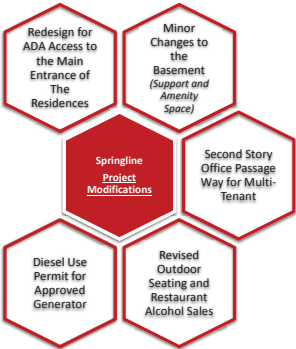 Redesign for
ADA Access to
the Main
Entrance of
The
Residences
Minor
Changes to
the
Basement
(Support and
Amenity
Space)
Springline
Project
Modifications
Second Story
Office Passage
Way for Multi-
Tenant
Diesel Use
Permit for
Approved
Generator
Revised
Outdoor
Seating and
Restaurant
Alcohol Sales